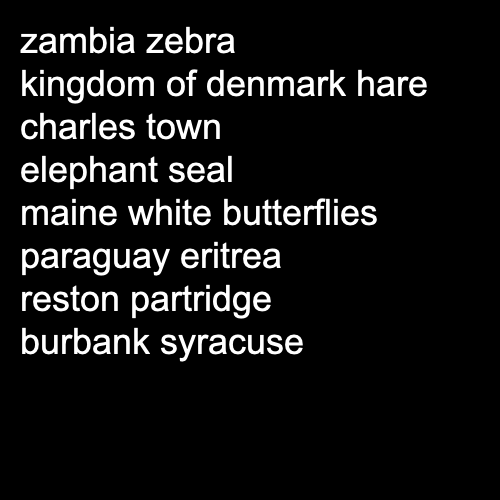 zambia zebra
kingdom of denmark hare
charles town
elephant seal
maine white butterflies
paraguay eritrea
reston partridge
burbank syracuse